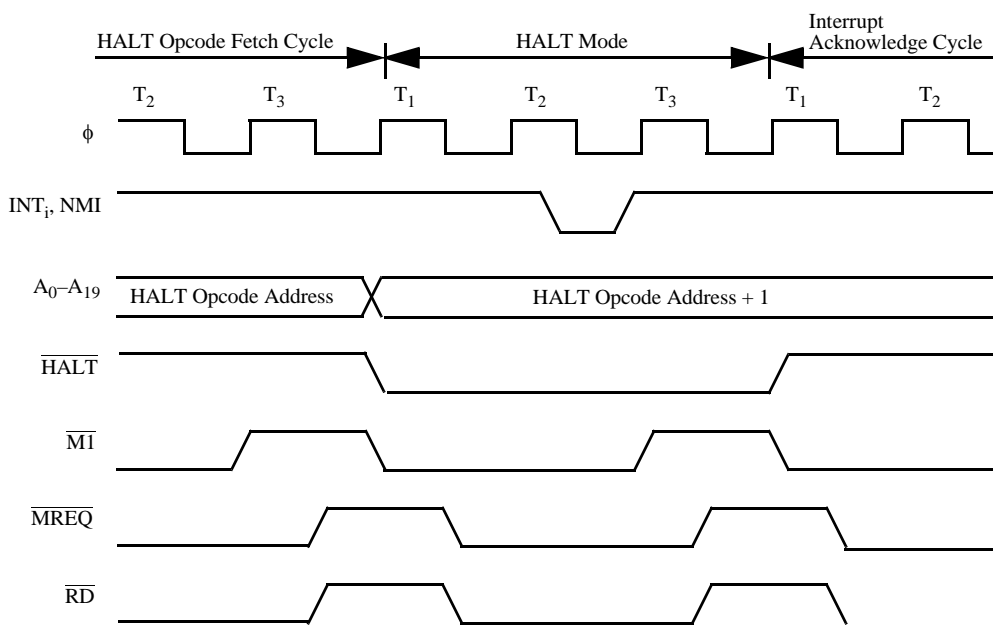 HALT Opcode Fetch Cycle
HALT Mode
Interrupt
Acknowledge Cycle
T2 T3 T1 T2 T3 T1 T2
ϕ
INTi, NMI
A0–A19
HALT Opcode Address
HALT Opcode Address + 1
HALT
M1
MREQ
RD